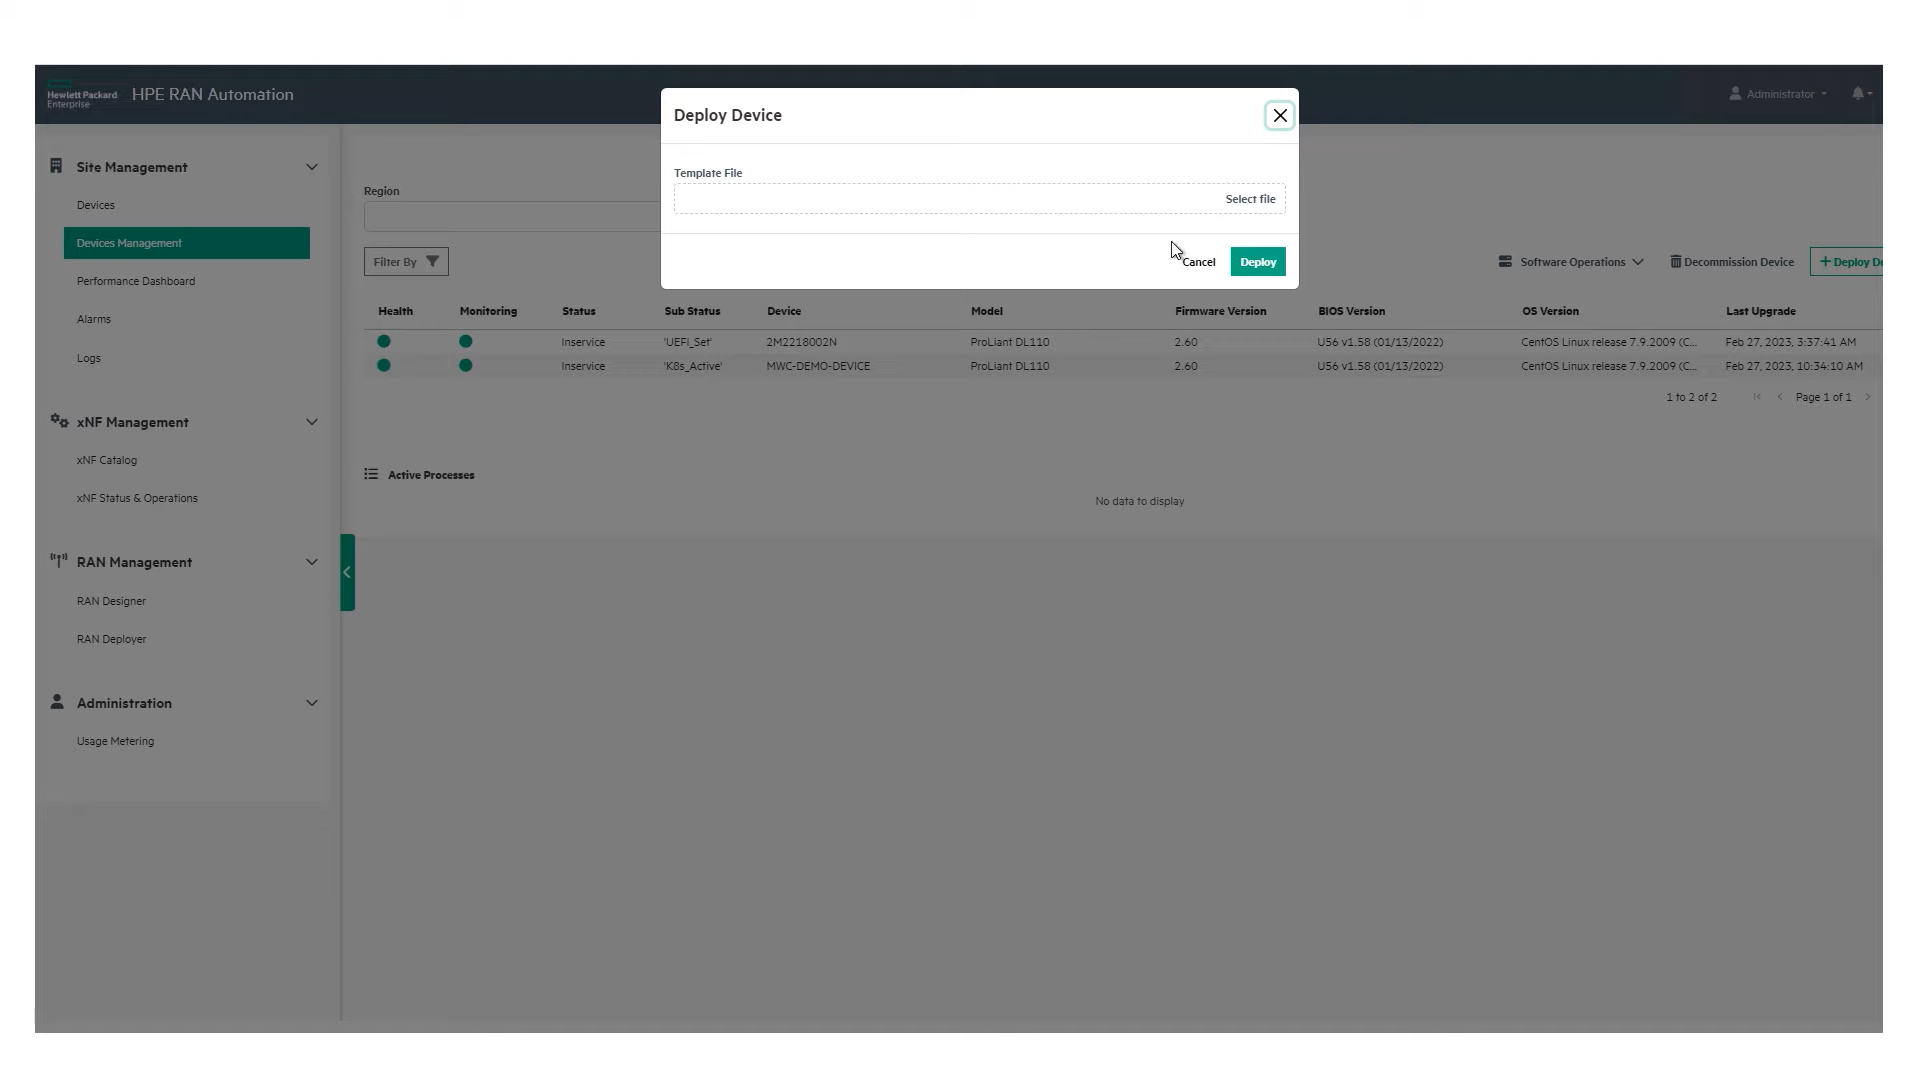 Hewlett Packard
Enterprise
HPE RAN Automation
Administrator
Deploy Device
Template File
Select file
Cancel
Deploy
Site Management
Devices
Devices Management
Performance Dashboard
Alarms
Logs
xNF Management
xNF Catalog
xNF Status & Operations
RAN Management
RAN Designer
RAN Deployer
Administration
Usage Metering
Region
Filter By
Software Operations
Decommission Device
+ Deploy De
Health Monitoring Status Sub Status Device Model Firmware Version BIOS Version OS Version Last Upgrade
Inservice 'UEFI_Set' 2M2218002N ProLiant DL110 2.60 U56 v1.58 (01/13/2022) CentOS Linux release 7.9.2009 (C... Feb 27, 2023, 3:37:41 AM
Inservice 'K8s_Active' MWC-DEMO-DEVICE ProLiant DL110 2.60 U56 v1.58 (01/13/2022) CentOS Linux release 7.9.2009 (C... Feb 27, 2023, 10:34:10 AM
1 to 2 of 2 Page 1 of 1
Active Processes
No data to display